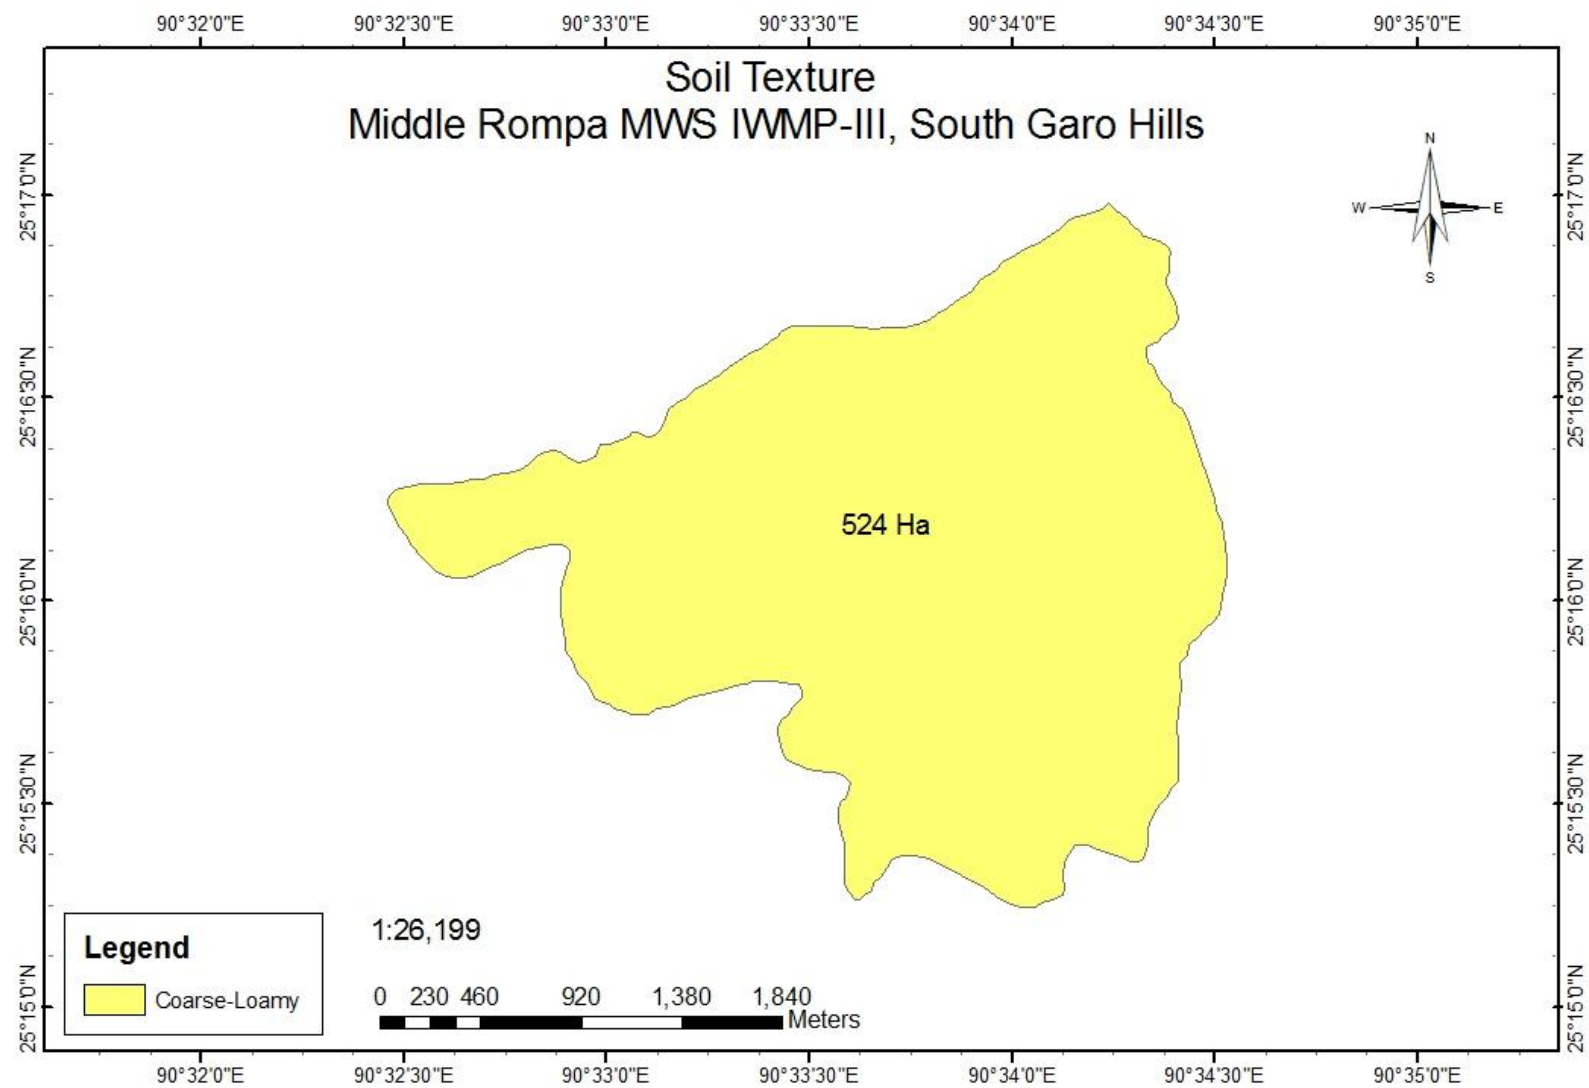 90°32'0"E 90°32'30"E 90°33'0"E 90°33'30"E 90°34'0"E 90°34'30"E 90°35'0"E
Soil Texture
Middle Rompa MWS IWMP-III, South Garo Hills
N
W E
S
25°17'0"N 25°17'0"N
25°16'30"N 25°16'30"N
524 Ha
25°16'0"N 25°16'0"N
25°15'30"N 25°15'30"N
25°15'0"N 25°15'0"N
Legend
Coarse-Loamy
1:26,199
0 230 460 920 1,380 1,840
Meters
90°32'0"E 90°32'30"E 90°33'0"E 90°33'30"E 90°34'0"E 90°34'30"E 90°35'0"E